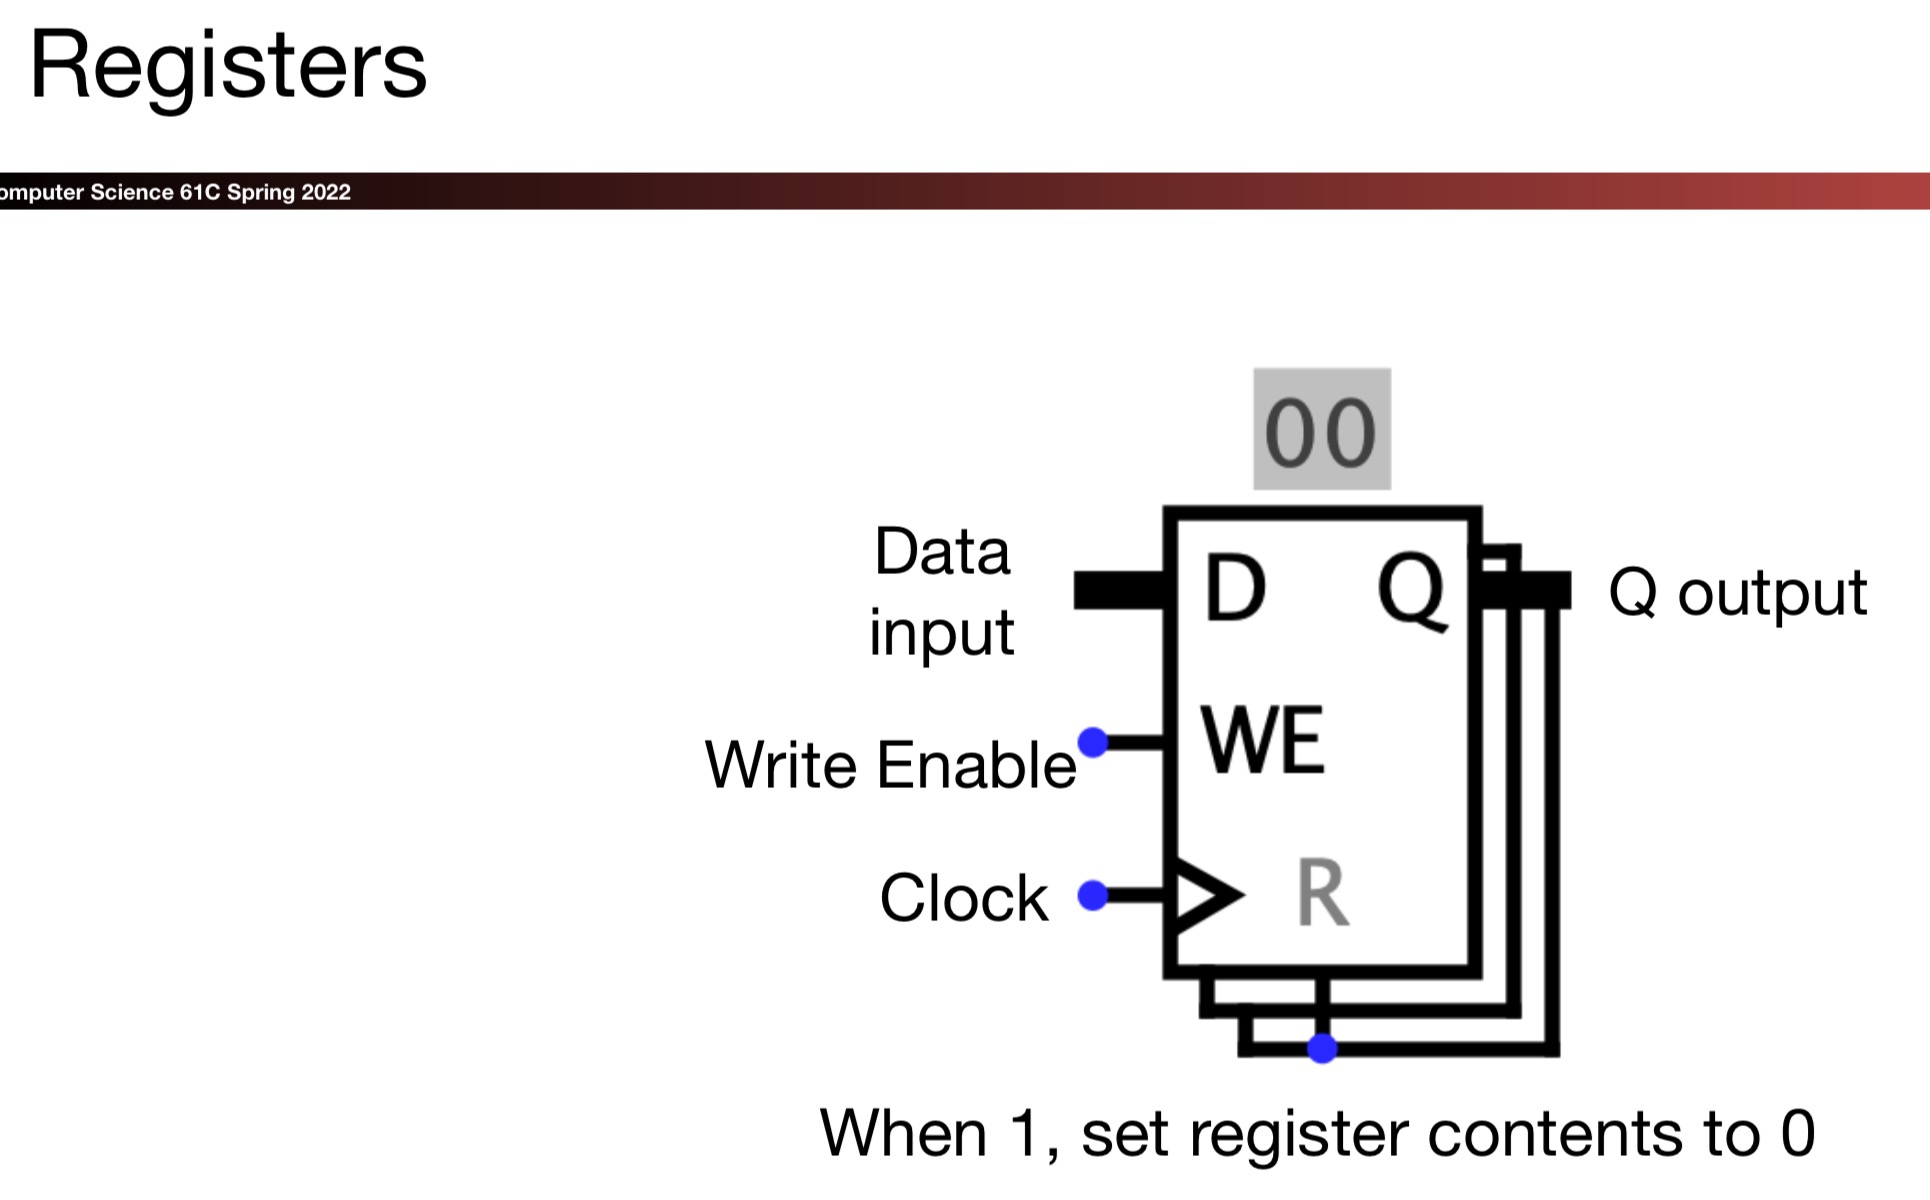 Registers
omputer Science 61C Spring 2022
00
Data
input
D
Q
Q output
Write Enable
WE
Clock
R
When 1, set register contents to 0